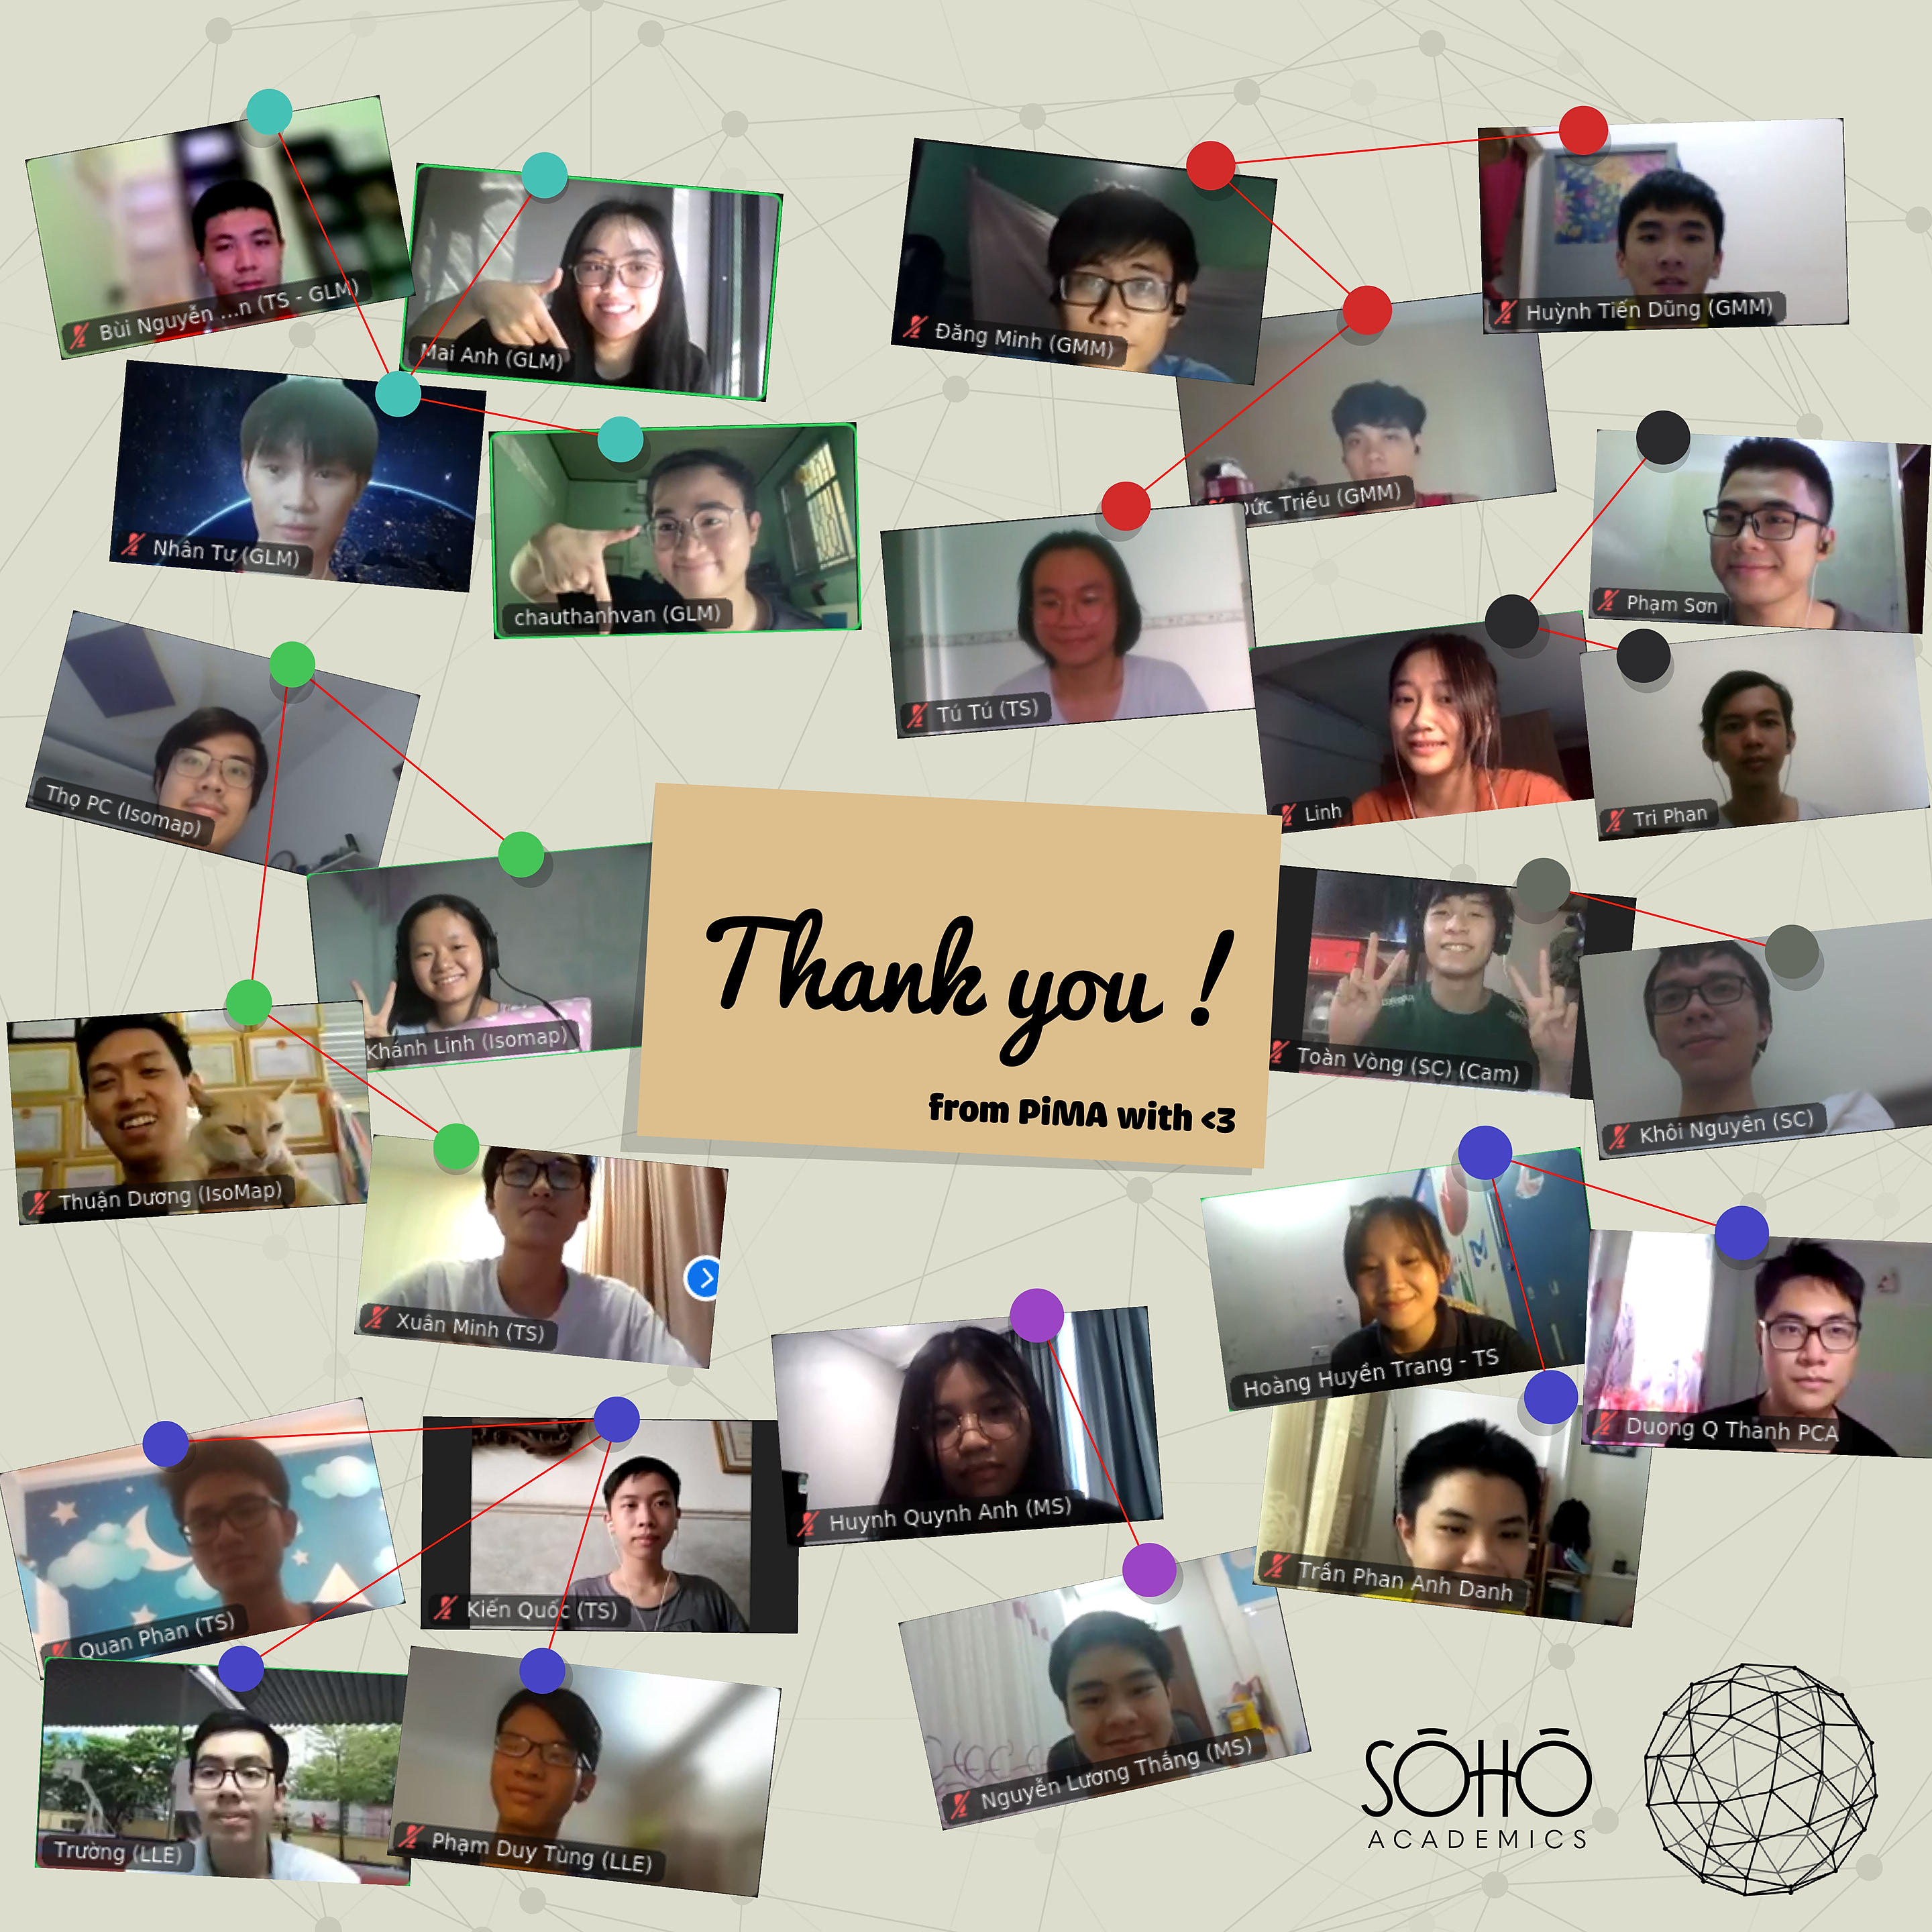 Bùi Nguyễn ...n (TS - GLM)
Mai Anh (GLM)
Đăng Minh (GMM)
Huỳnh Tiến Dũng (GMM)
Nhân Tư (GLM)
chauthanhvan (GLM)
Đức Triều (GMM)
Phạm Sơn
Tú Tú (TS)
Linh
Tri Phan
Thọ PC (Isomap)
Khánh Linh (Isomap)
Thank you !
from PiMA with <3
Toàn Vòng (SC) (Cam)
Khôi Nguyên (SC)
Thuận Dương (IsoMap)
Xuân Minh (TS)
Hoàng Huyền Trang - TS
Duong Q Thanh PCA
Huynh Quynh Anh (MS)
Trần Phan Anh Danh
Quan Phan (TS)
Kiến Quốc (TS)
Trường (LLE)
Phạm Duy Tùng (LLE)
Nguyễn Lương Thắng (MS)
SŌHŌ
ACADEMICS